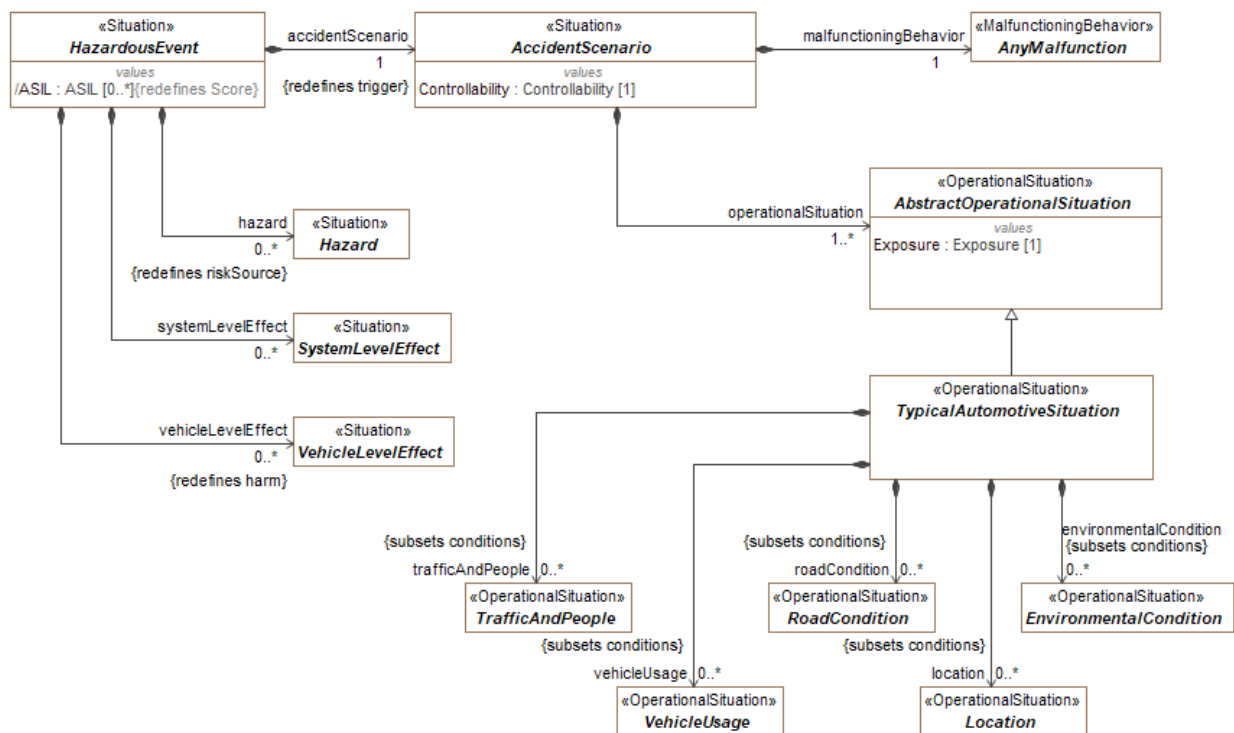 «Situation»
HazardousEvent
values
/ASIL : ASIL [0..*]{redefines Score}
accidentScenario
1
{redefines trigger}
«Situation»
AccidentScenario
values
Controllability : Controllability [1]
malfunctioningBehavior
1
«MalfunctioningBehavior»
AnyMalfunction
operationalSituation
1..*
«OperationalSituation»
AbstractOperationalSituation
values
Exposure : Exposure [1]
hazard
0..*
{redefines riskSource}
«Situation»
Hazard
systemLevelEffect
0..*
«Situation»
SystemLevelEffect
vehicleLevelEffect
0..*
{redefines harm}
«Situation»
VehicleLevelEffect
«OperationalSituation»
TypicalAutomotiveSituation
{subsets conditions}
trafficAndPeople 0..*
«OperationalSituation»
TrafficAndPeople
{subsets conditions}
roadCondition 0..*
«OperationalSituation»
RoadCondition
environmentalCondition
{subsets conditions}
0..*
«OperationalSituation»
EnvironmentalCondition
{subsets conditions}
vehicleUsage 0..*
«OperationalSituation»
VehicleUsage
{subsets conditions}
location 0..*
«OperationalSituation»
Location